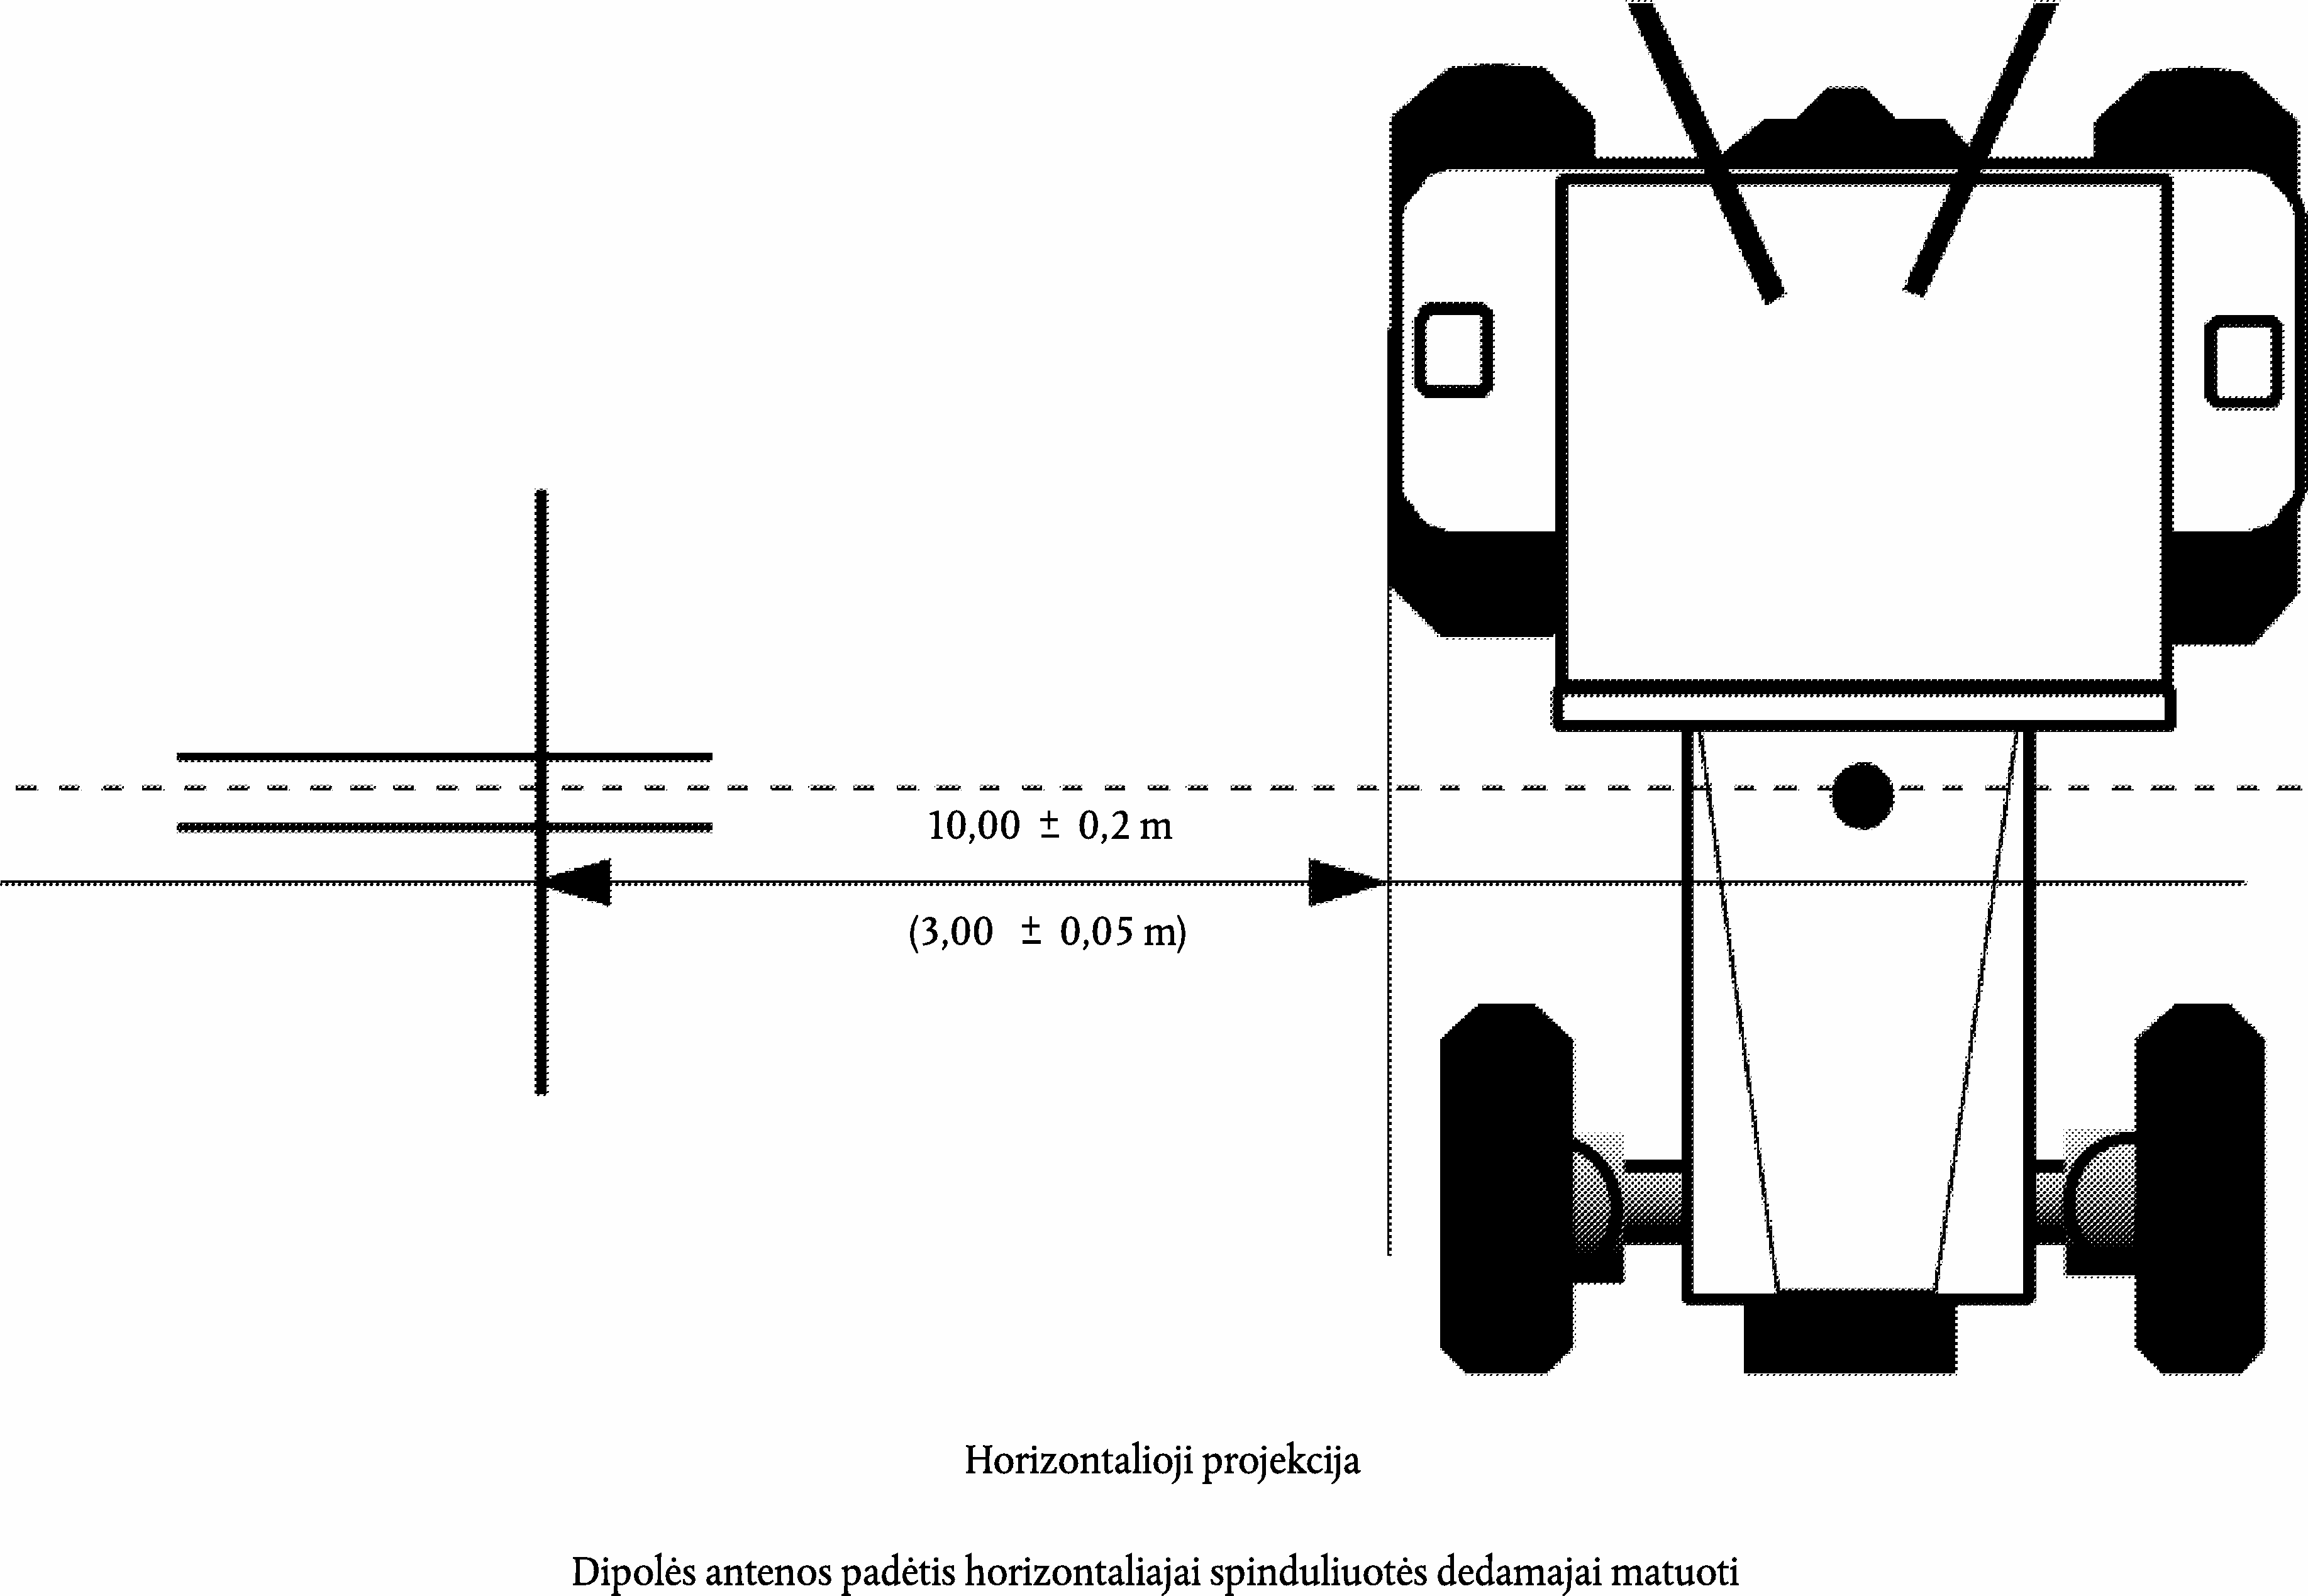 10,00 ± 0,2 m
(3,00 ± 0,05 m)
Horizontalioji projekcija
Dipolės antenos padėtis horizontaliajai spinduliuotės dedamajai matuoti